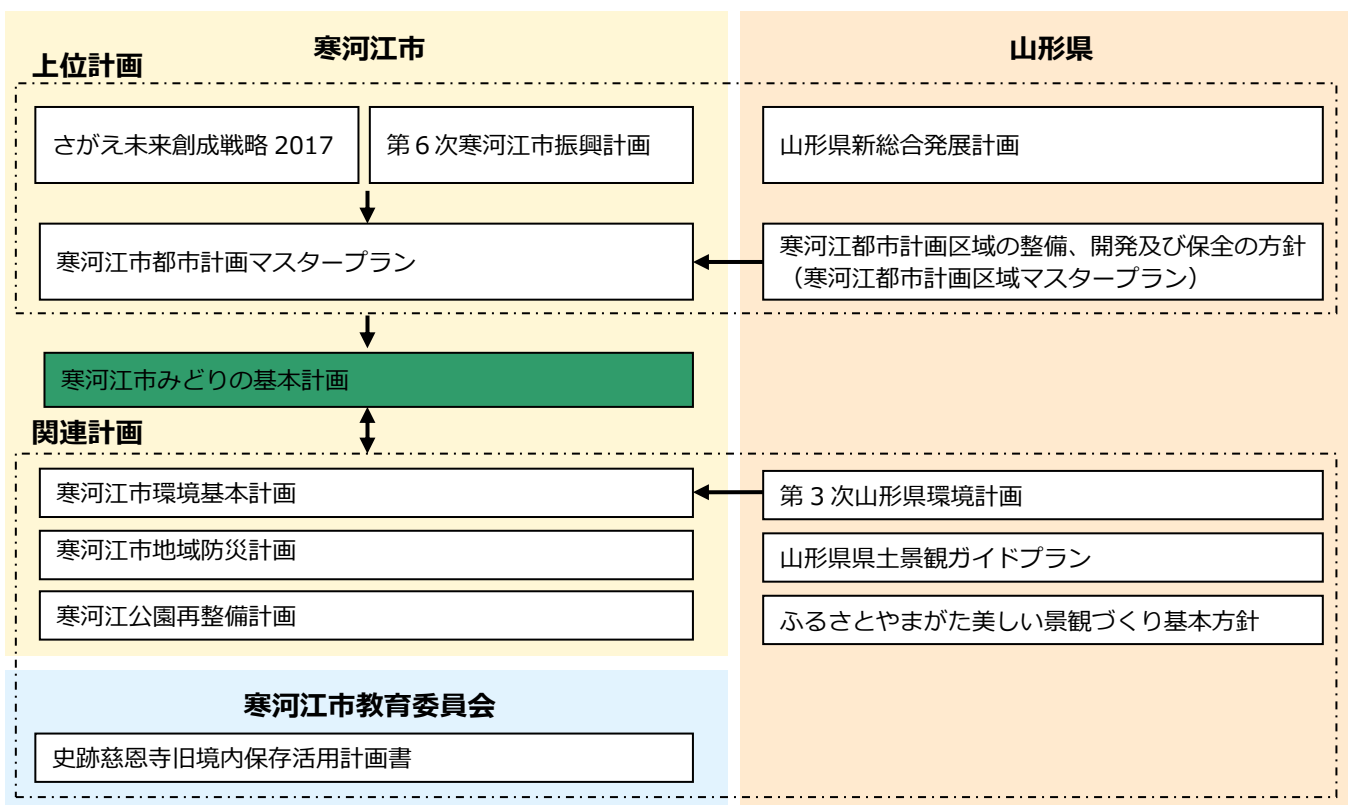 寒河江市
山形県
上位計画
さがえ未来創成戦略 2017
第6次寒河江市振興計画
山形県新総合発展計画
寒河江市都市計画マスタープラン
寒河江都市計画区域の整備、開発及び保全の方針
（寒河江都市計画区域マスタープラン）
寒河江市みどりの基本計画
関連計画
寒河江市環境基本計画
第3次山形県環境計画
寒河江市地域防災計画
山形県県土景観ガイドプラン
寒河江公園再整備計画
ふるさとやまがた美しい景観づくり基本方針
寒河江市教育委員会
史跡慈恩寺旧境内保存活用計画書